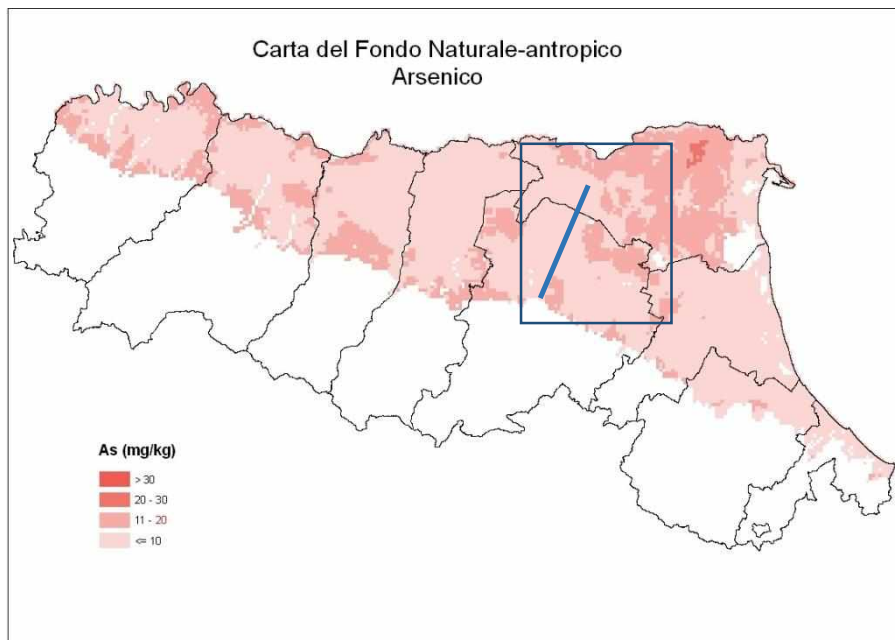 Carta del Fondo Naturale-antropico
Arsenico
As (mg/kg)
> 30
20 - 30
11 - 20
<= 10